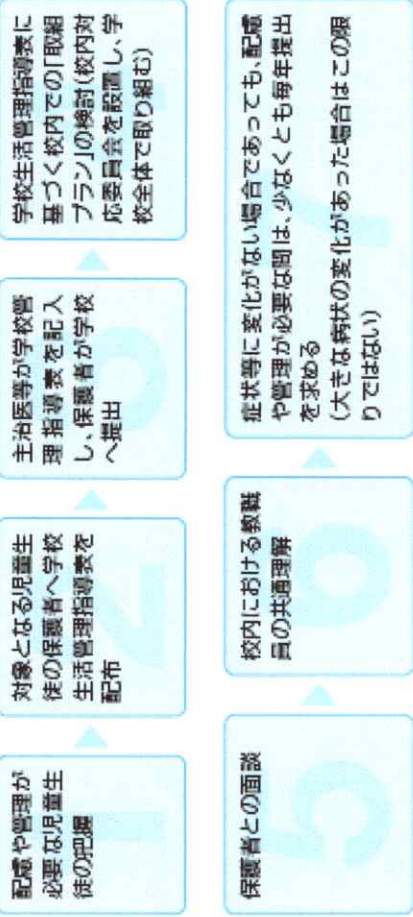 1
配慮や管理が
必要な児童生
徒の把握
2
対象となる児童生
徒の保護者へ学校
生活管理指導表を
配布
3
主治医等が学校管
理指導表を記入
し、保護者が学校
へ提出
4
学校生活管理指導表に
基づく校内での「取組
プラン」の検討(校内対
応委員会を設置し、学
校全体で取り組む)
5
保護者との面談
6
校内における教職
員の共通理解
7
症状等に変化がない場合であっても、配慮
や管理が必要な間は、少なくとも毎年提出
を求める
(大きな病状の変化があった場合はこの限
りではない)